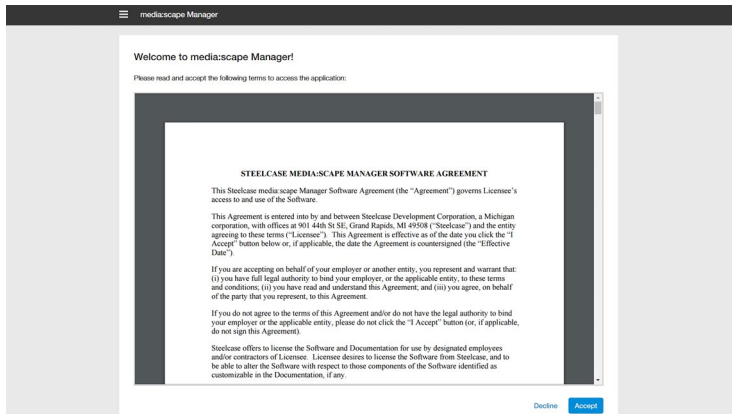 media:scape Manager
Welcome to media:scape Manager!
Please read and accept the following terms to access the application:
STEELCASE MEDIA:SCAPE MANAGER SOFTWARE AGREEMENT
This Steelcase media:scape Manager Software Agreement (the “Agreement”) governs Licensee’s
access to and use of the Software.
This Agreement is entered into by and between Steelcase Development Corporation, a Michigan
corporation, with offices at 901 44th St SE, Grand Rapids, MI 49508 (“Steelcase”) and the entity
agreeing to these terms (“Licensee”). This Agreement is effective as of the date you click the “I
Accept” button below or, if applicable, the date the Agreement is countersigned (the “Effective
Date”).
If you are accepting on behalf of your employer or another entity, you represent and warrant that:
(i) you have full legal authority to bind your employer, or the applicable entity, to these terms
and conditions; (ii) you have read and understand this Agreement; and (iii) you agree, on behalf
of the party that you represent, to this Agreement.
If you do not agree to the terms of this Agreement and/or do not have the legal authority to bind
your employer or the applicable entity, please do not click the “I Accept” button (or, if applicable,
do not sign this Agreement).
Steelcase offers to license the Software and Documentation for use by designated employees
and/or contractors of Licensee. Licensee desires to license the Software from Steelcase, and to
be able to alter the Software with respect to those components of the Software identified as
customizable in the Documentation, if any.
Decline Accept